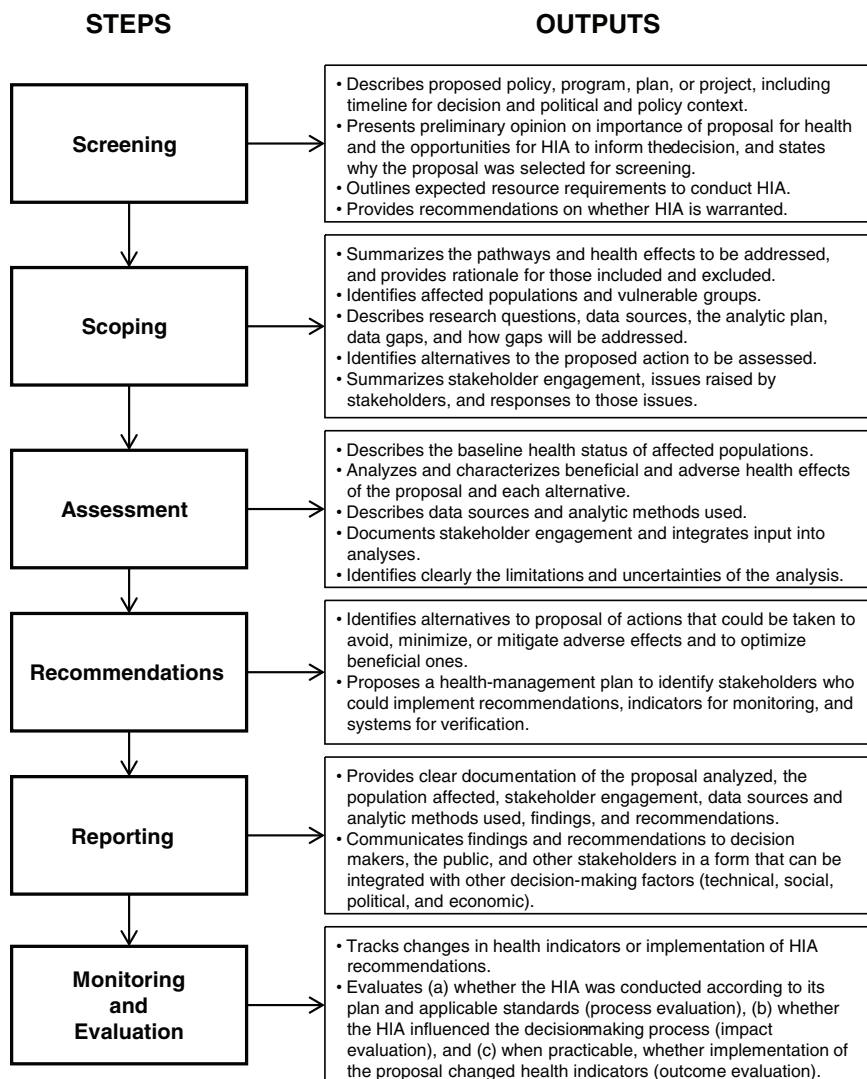 STEPS
OUTPUTS
Screening
• Describes proposed policy, program, plan, or project, including
timeline for decision and political and policy context.
• Presents preliminary opinion on importance of proposal for health
and the opportunities for HIA to inform thedecision, and states
why the proposal was selected for screening.
• Outlines expected resource requirements to conduct HIA.
• Provides recommendations on whether HIA is warranted.
Scoping
• Summarizes the pathways and health effects to be addressed,
and provides rationale for those included and excluded.
• Identifies affected populations and vulnerable groups.
• Describes research questions, data sources, the analytic plan,
data gaps, and how gaps will be addressed.
• Identifies alternatives to the proposed action to be assessed.
• Summarizes stakeholder engagement, issues raised by
stakeholders, and responses to those issues.
Assessment
• Describes the baseline health status of affected populations.
• Analyzes and characterizes beneficial and adverse health effects
of the proposal and each alternative.
• Describes data sources and analytic methods used.
• Documents stakeholder engagement and integrates input into
analyses.
• Identifies clearly the limitations and uncertainties of the analysis.
Recommendations
• Identifies alternatives to proposal of actions that could be taken to
avoid, minimize, or mitigate adverse effects and to optimize
beneficial ones.
• Proposes a health-management plan to identify stakeholders who
could implement recommendations, indicators for monitoring, and
systems for verification.
Reporting
• Provides clear documentation of the proposal analyzed, the
population affected, stakeholder engagement, data sources and
analytic methods used, findings, and recommendations.
• Communicates findings and recommendations to decision
makers, the public, and other stakeholders in a form that can be
integrated with other decision-making factors (technical, social,
political, and economic).
Monitoring
and
Evaluation
• Tracks changes in health indicators or implementation of HIA
recommendations.
• Evaluates (a) whether the HIA was conducted according to its
plan and applicable standards (process evaluation), (b) whether
the HIA influenced the decision-making process (impact
evaluation), and (c) when practicable, whether implementation of
the proposal changed health indicators (outcome evaluation).